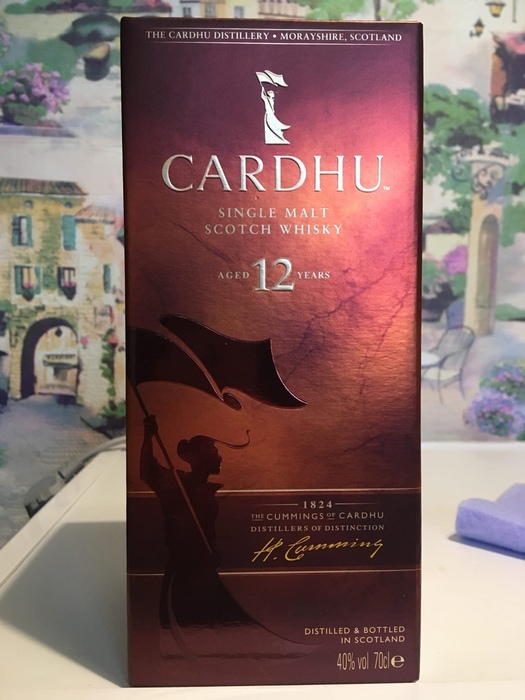 THE CARDHU DISTILLERY • MORAYSHIRE, SCOTLAND
CARDHU™
SINGLE MALT
SCOTCH WHISKY
AGED 12 YEARS
1824
THE CUMMINGS OF CARDHU
DISTILLERS OF DISTINCTION
H.P. Cumming
DISTILLED & BOTTLED
IN SCOTLAND
40% vol 70cl ℮